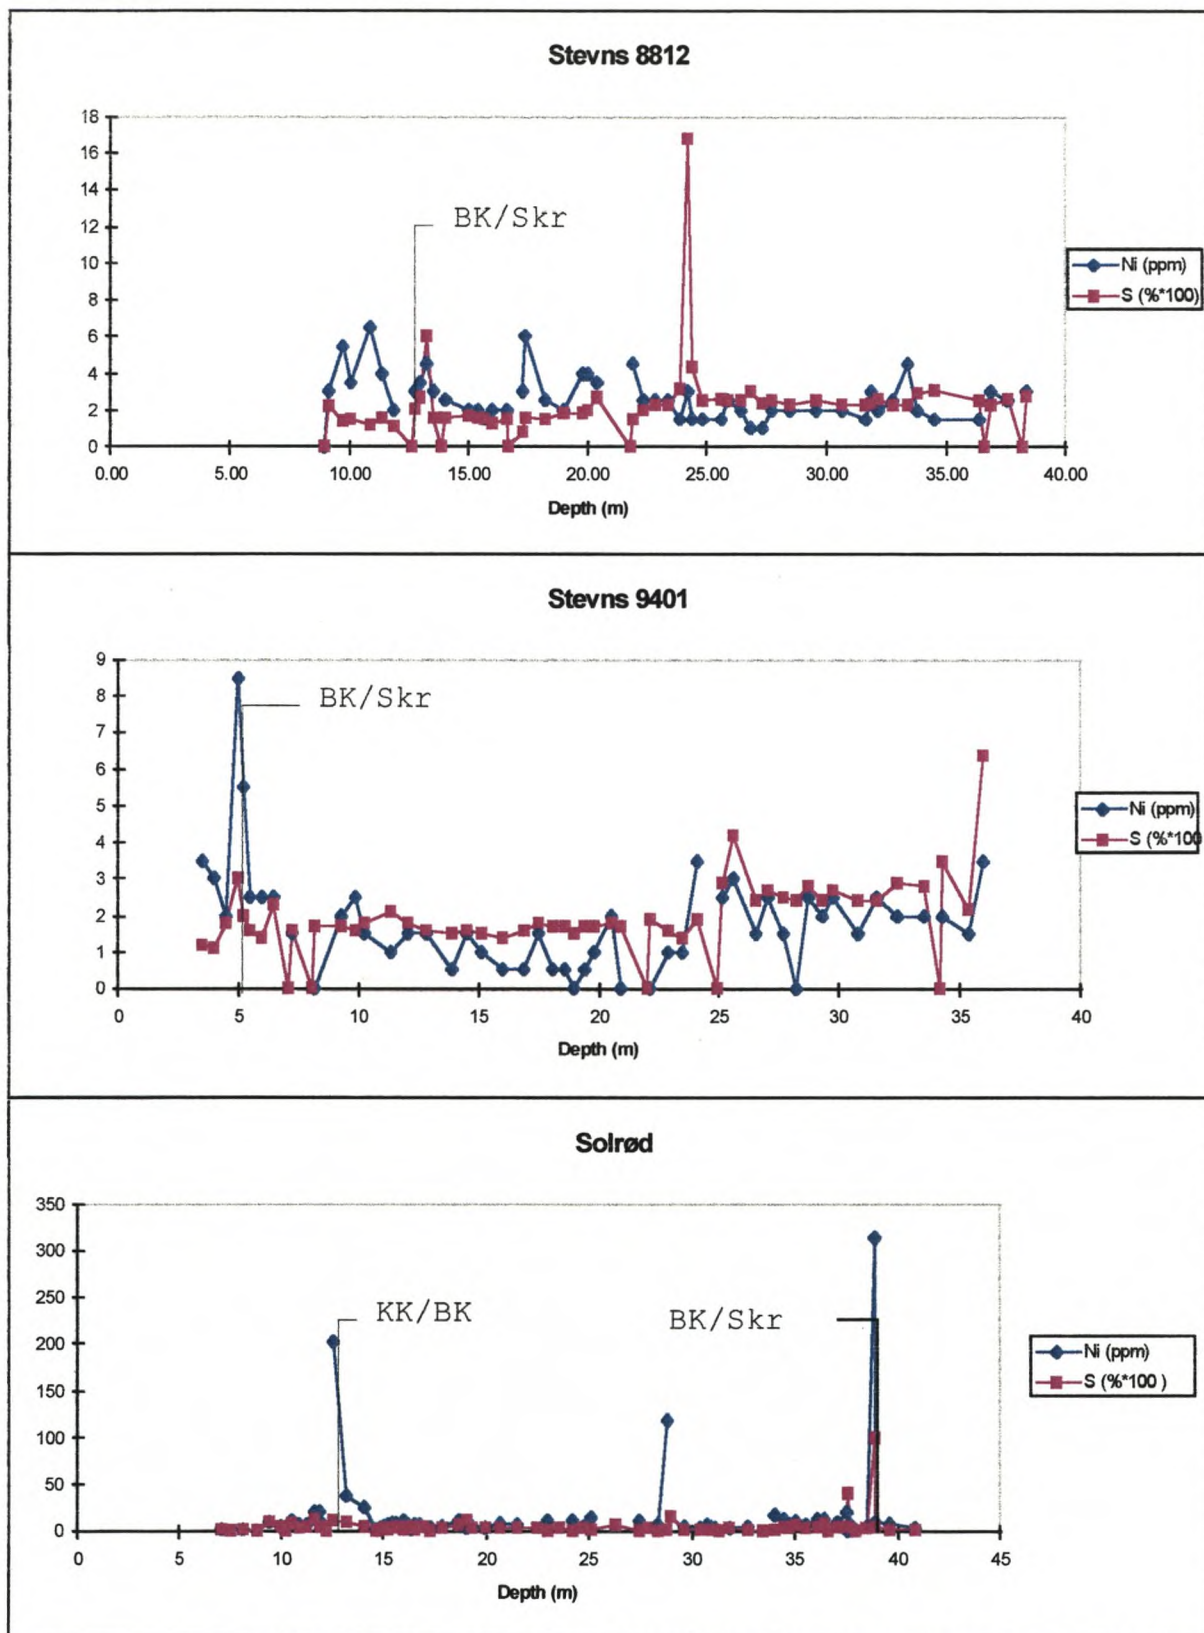 Stevns 8812
18
16
14
12
10
8
6
4
2
0
BK/Skr
Ni (ppm)
S (%*100)
0.00 5.00 10.00 15.00 20.00 25.00 30.00 35.00 40.00
Depth (m)
Stevns 9401
9
8
7
6
5
4
3
2
1
0
BK/Skr
Ni (ppm)
S (%*100
0 5 10 15 20 25 30 35 40
Depth (m)
Solrød
350
300
250
200
150
100
50
0
KK/BK
BK/Skr
Ni (ppm)
S (%*100 )
0 5 10 15 20 25 30 35 40 45
Depth (m)